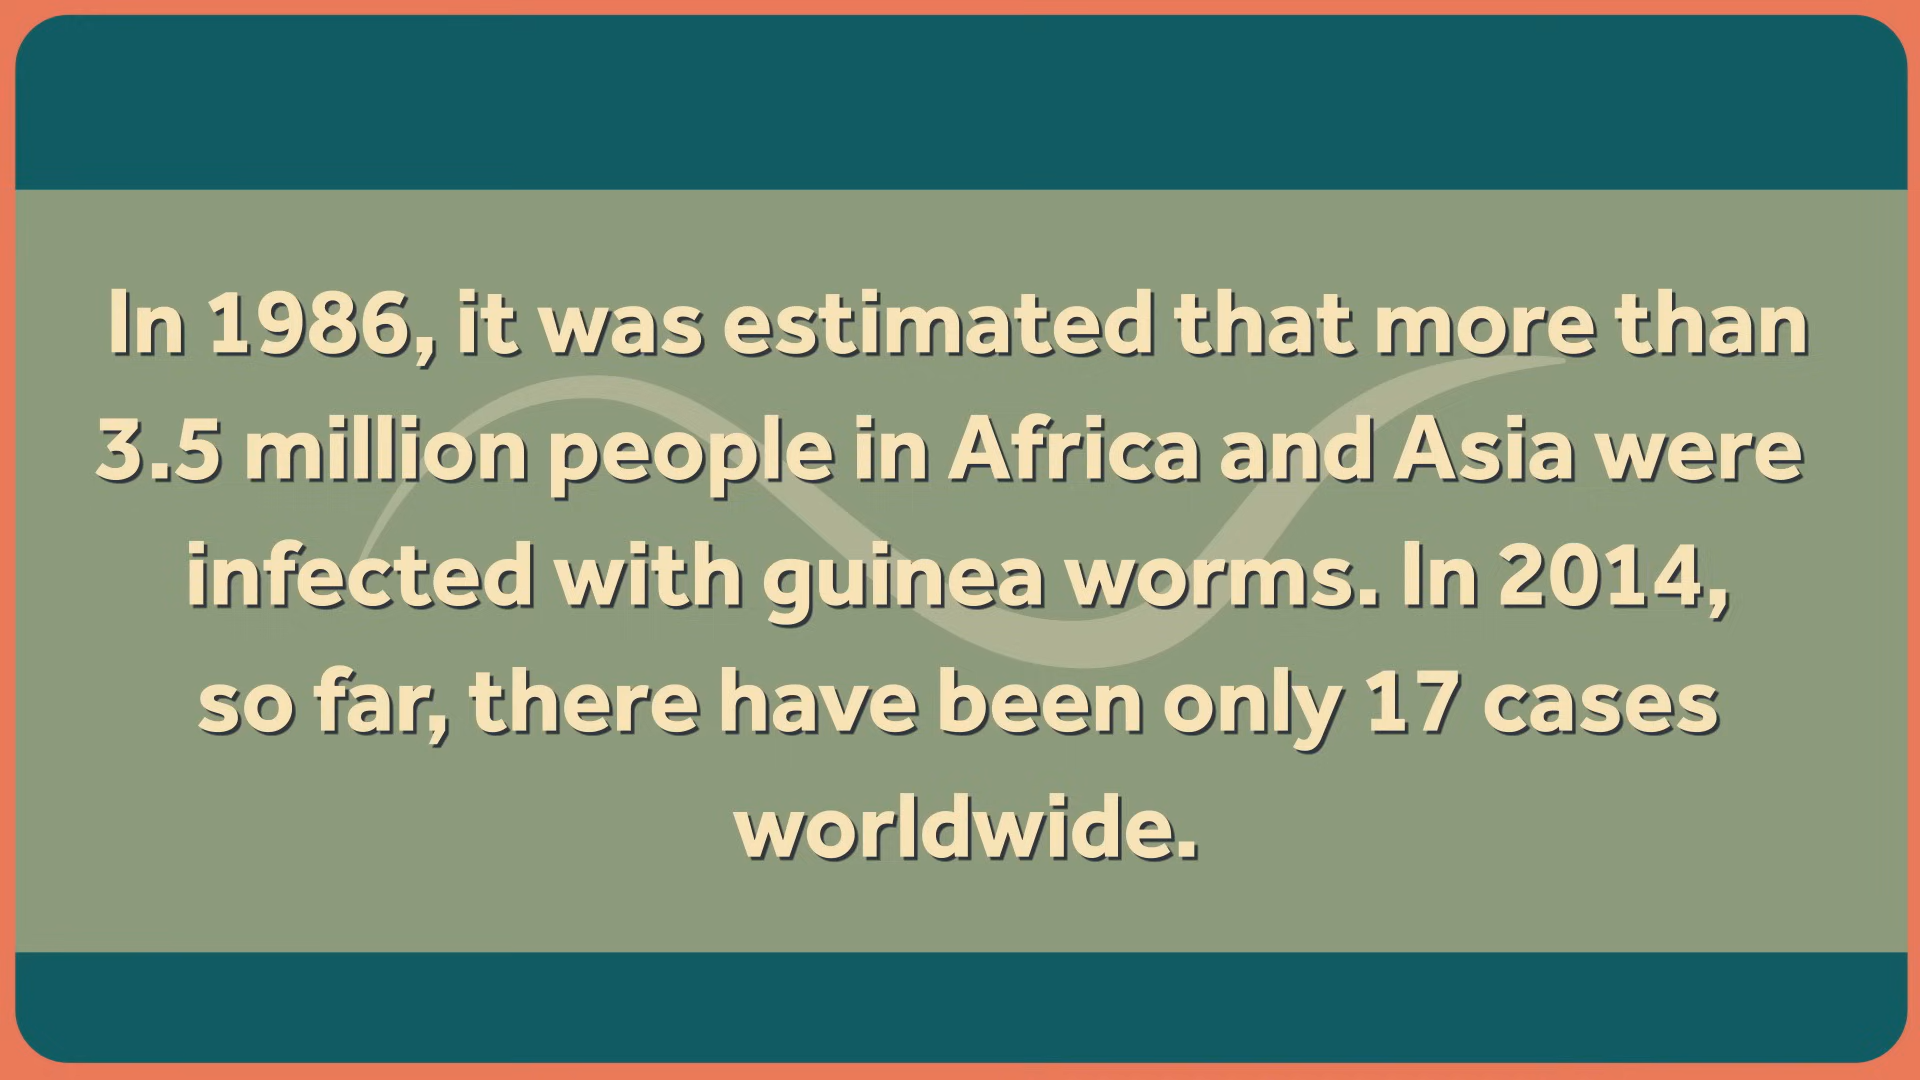 In 1986, it was estimated that more than
3.5 million people in Africa and Asia were
infected with guinea worms. In 2014,
so far, there have been only 17 cases
worldwide.